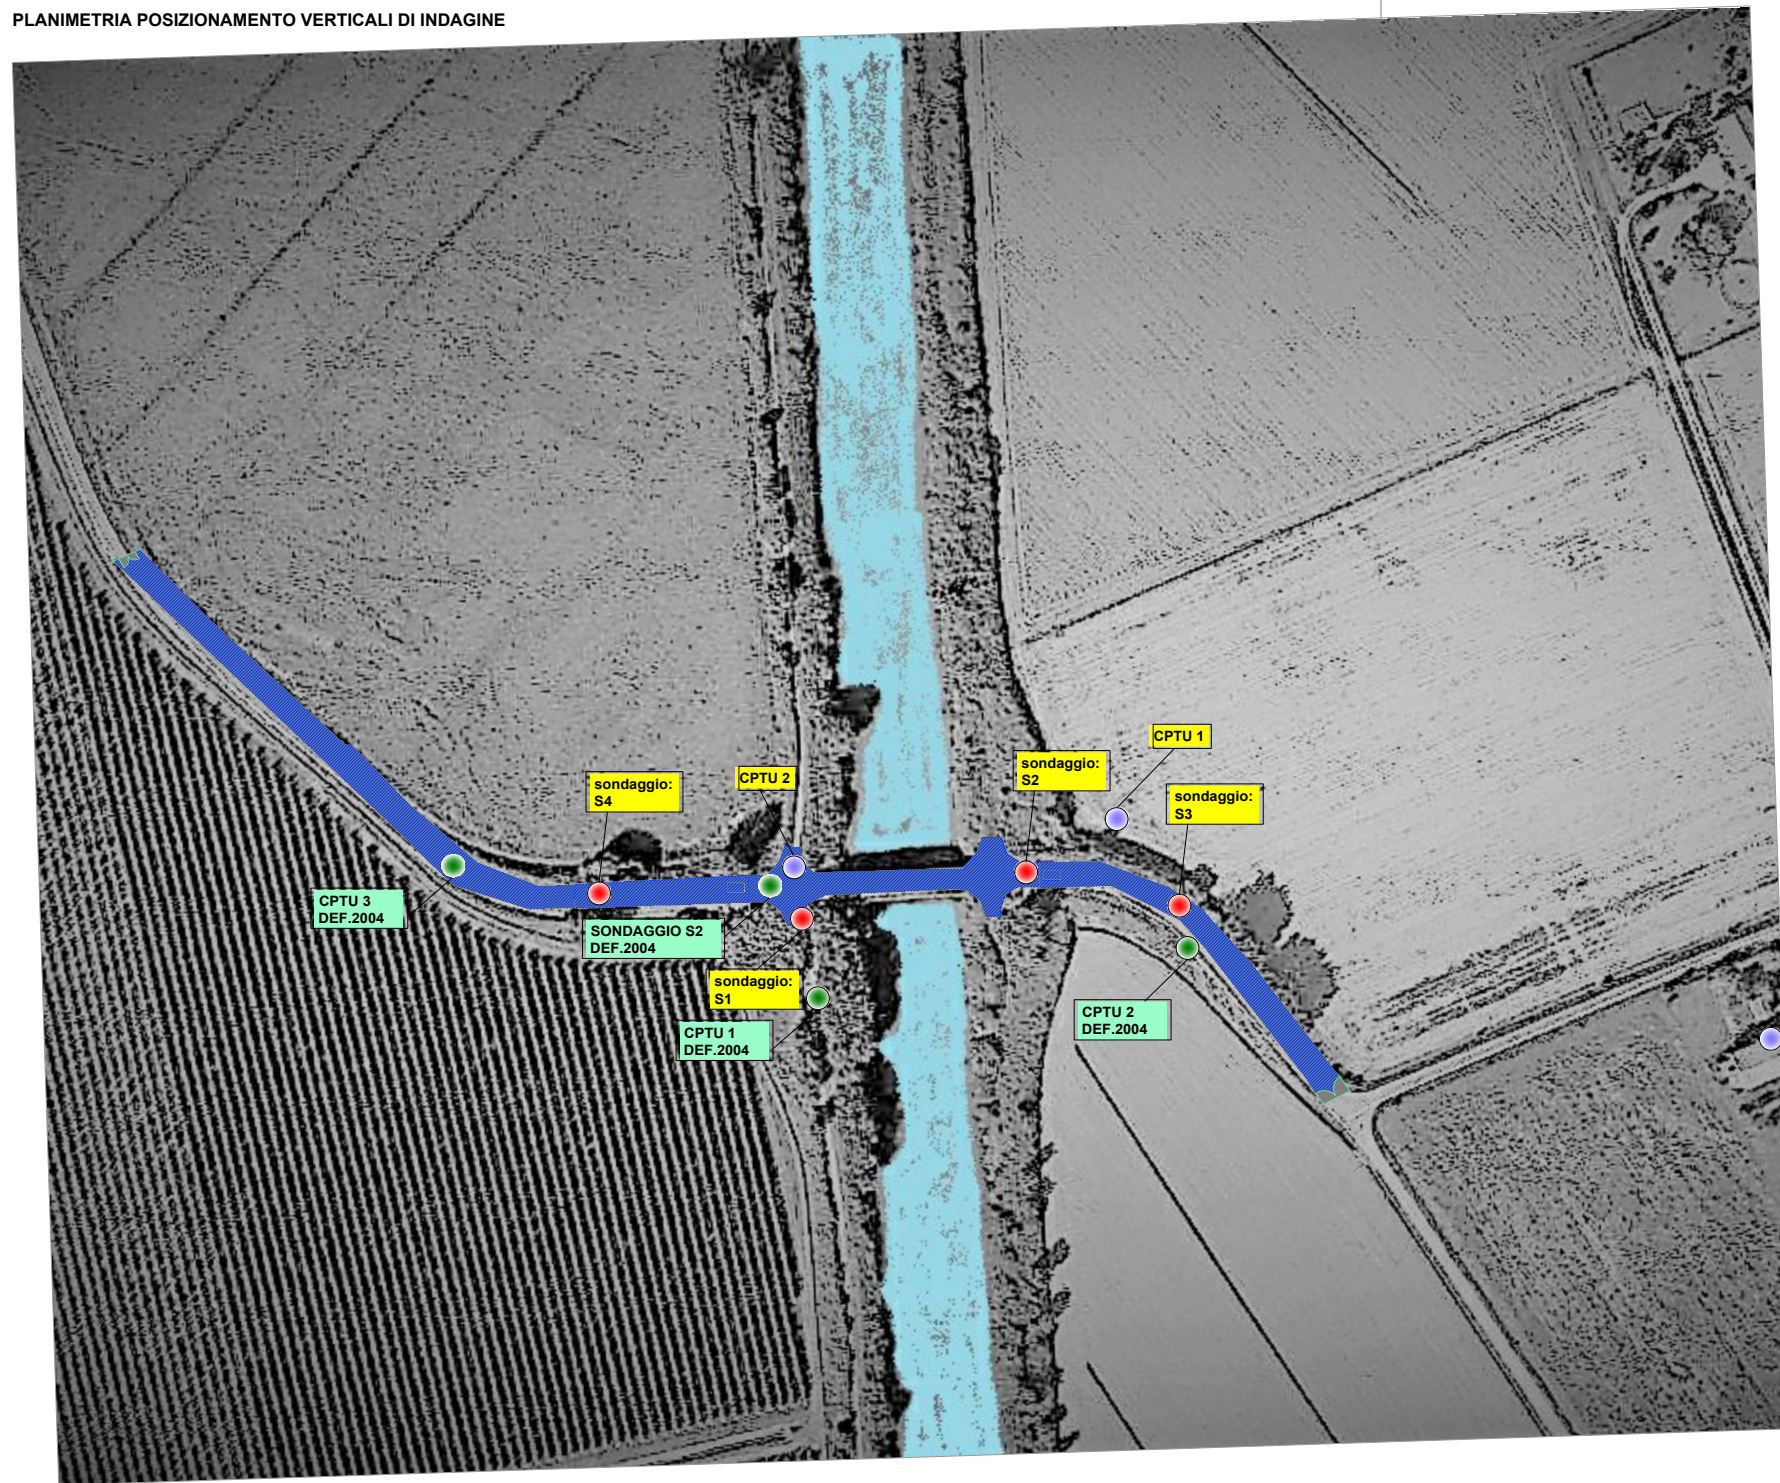 PLANIMETRIA POSIZIONAMENTO VERTICALI DI INDAGINE
CPTU 1
sondaggio:
S2
CPTU 2
sondaggio:
S4
sondaggio:
S3
CPTU 3
DEF.2004
SONDAGGIO S2
DEF.2004
sondaggio:
S1
CPTU 1
DEF.2004
CPTU 2
DEF.2004